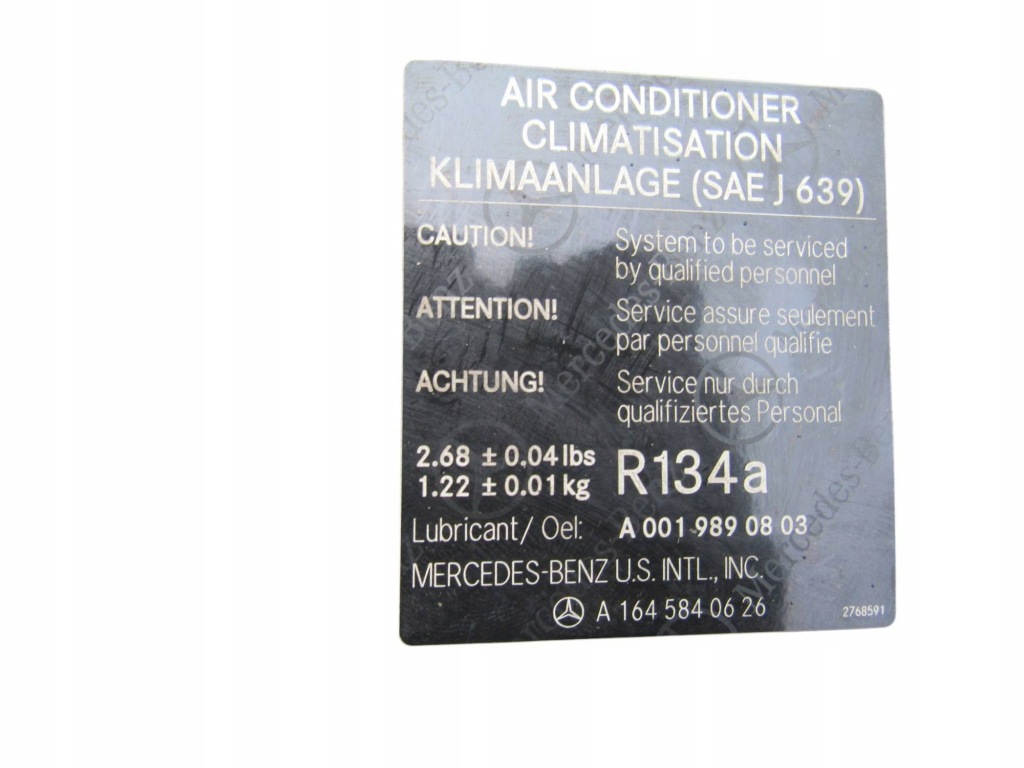 AIR CONDITIONER
CLIMATISATION
KLIMAANLAGE (SAE J 639)
CAUTION! System to be serviced
by qualified personnel
ATTENTION! Service assure seulement
par personnel qualifie
ACHTUNG! Service nur durch
qualifiziertes Personal
2.68 ± 0.04 lbs
1.22 ± 0.01 kg
R134a
Lubricant/ Oel: A 001 989 08 03
MERCEDES-BENZ U.S. INTL., INC.
A 164 584 06 26
2768591